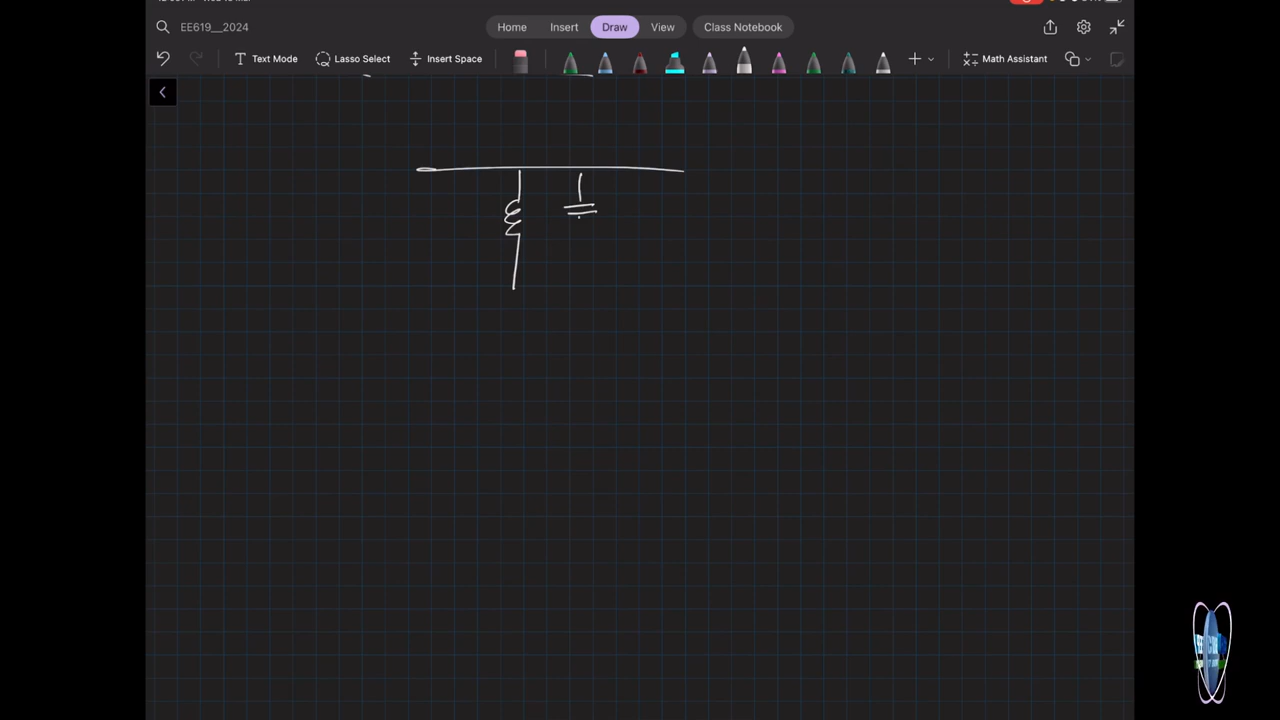 EE619__2024
Home Insert Draw View Class Notebook
Text Mode Lasso Select Insert Space Math Assistant